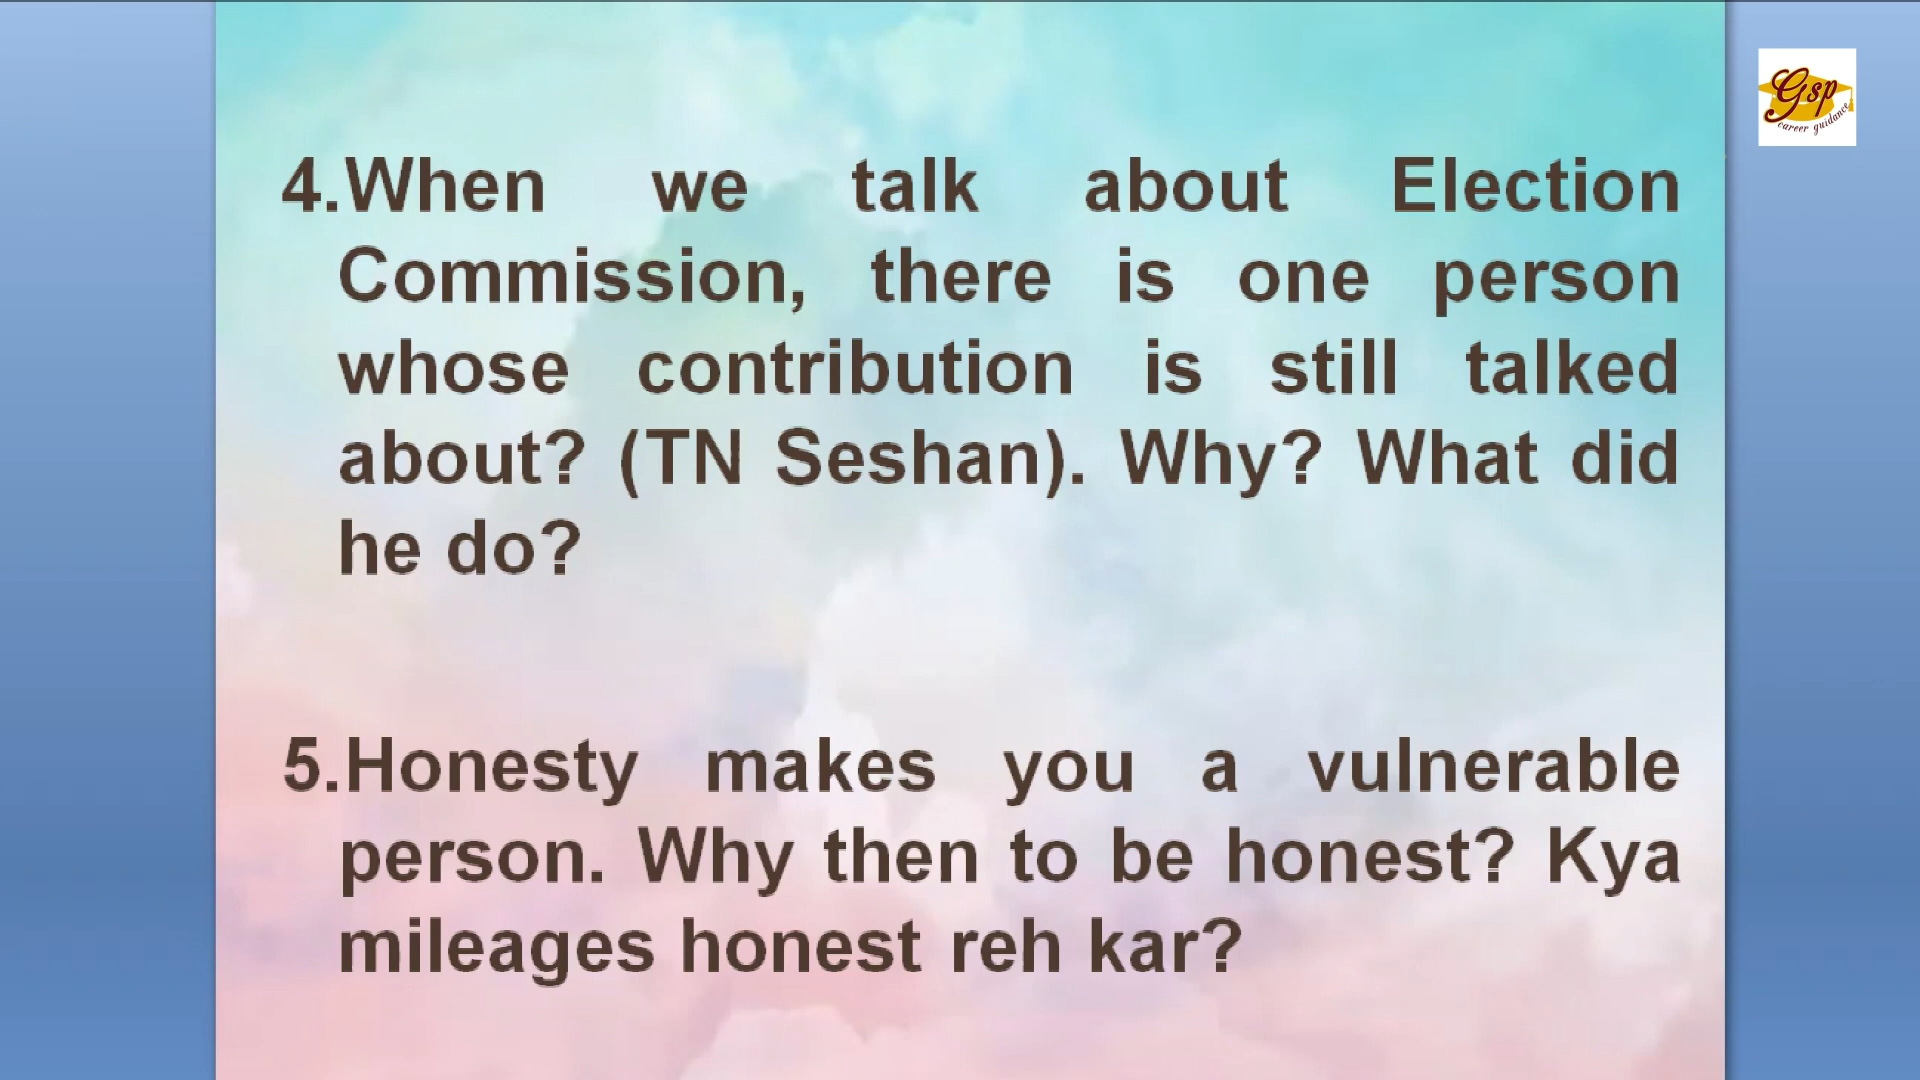 4.When we talk about Election
Commission, there is one person
whose contribution is still talked
about? (TN Seshan). Why? What did
he do?
5.Honesty makes you a vulnerable
person. Why then to be honest? Kya
mileages honest reh kar?
Gsp
career guidance